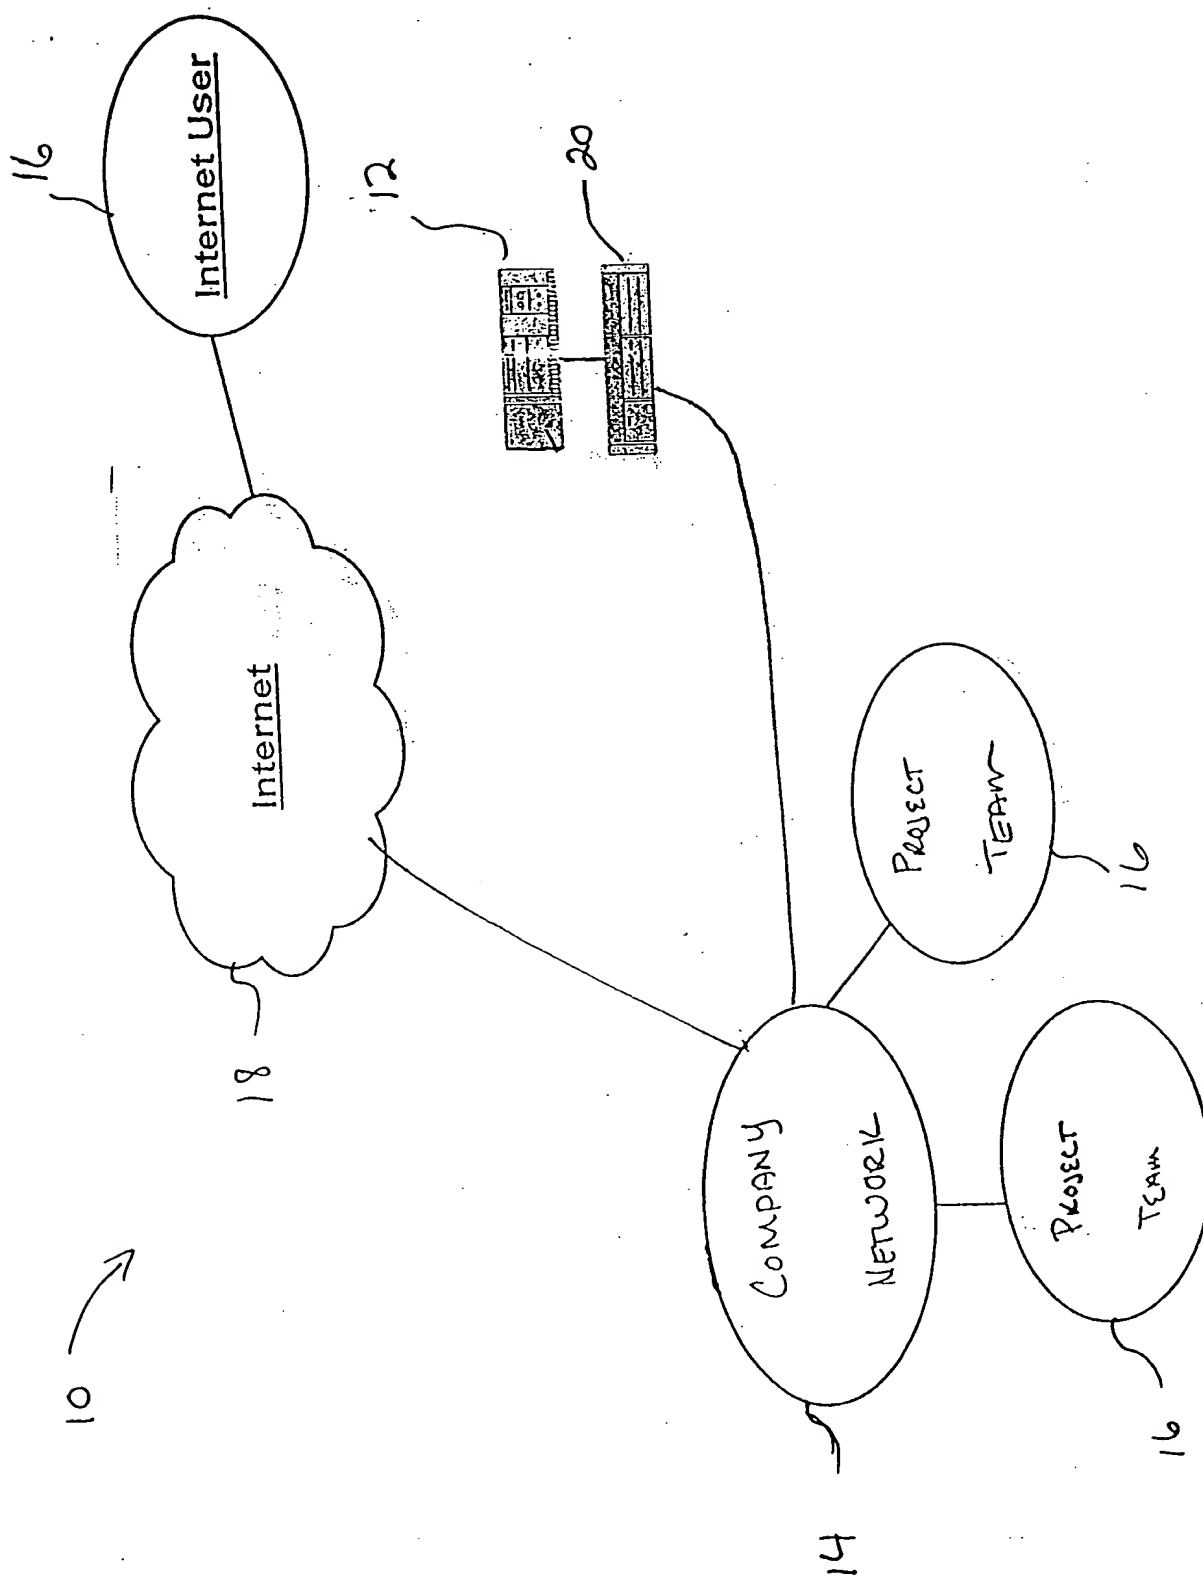 10
18
Internet
16
Internet User
12
20
14
COMPANY
NETWORK
PROJECT
TEAM
16
PROJECT
TEAM
16